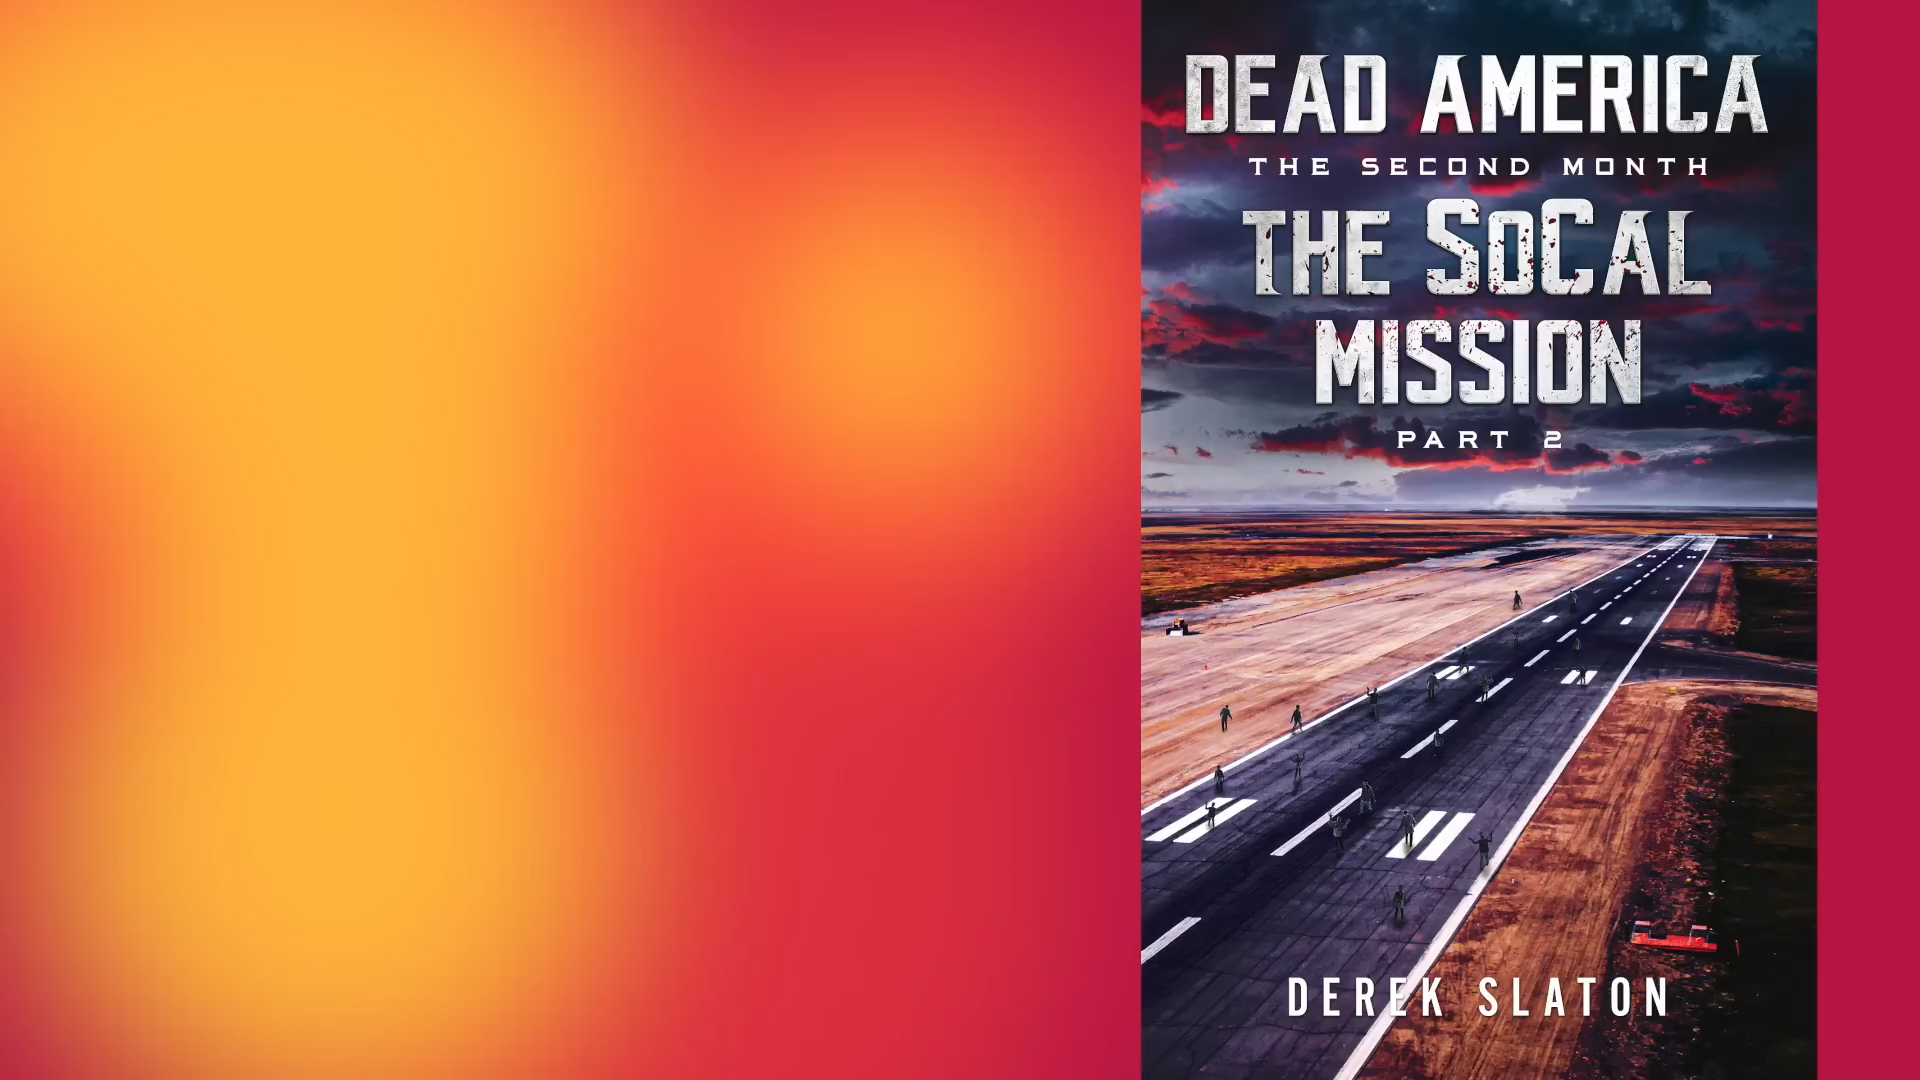 DEAD AMERICA
THE SECOND MONTH
THE SoCAL
MISSION
PART 2
DEREK SLATON